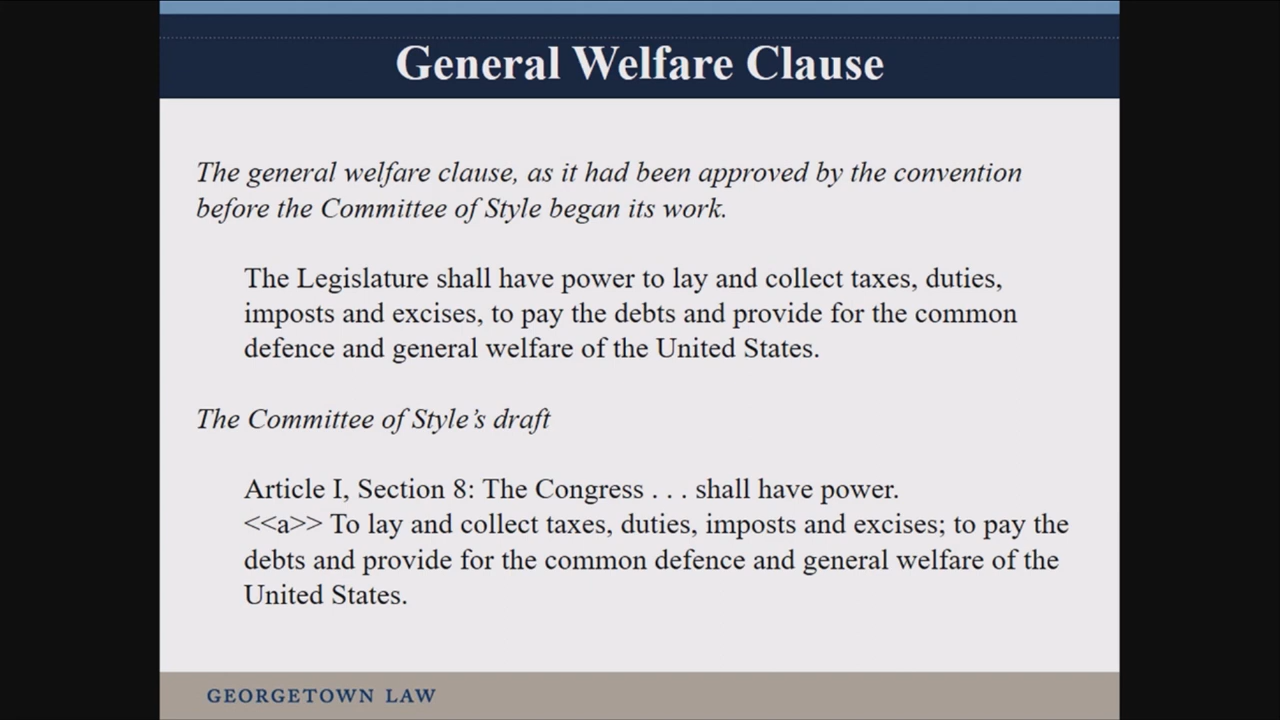 General Welfare Clause
The general welfare clause, as it had been approved by the convention
before the Committee of Style began its work.
The Legislature shall have power to lay and collect taxes, duties,
imposts and excises, to pay the debts and provide for the common
defence and general welfare of the United States.
The Committee of Style’s draft
Article I, Section 8: The Congress . . . shall have power.
<<a>> To lay and collect taxes, duties, imposts and excises; to pay the
debts and provide for the common defence and general welfare of the
United States.
GEORGETOWN LAW